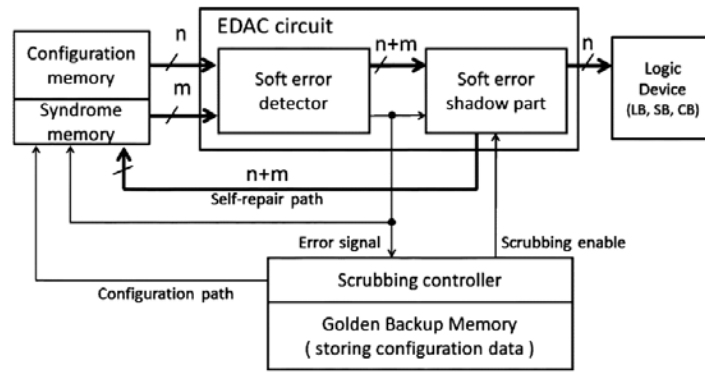 EDAC circuit
Configuration
memory
n
Syndrome
memory
m
Soft error
detector
n+m
Soft error
shadow part
n
Logic
Device
(LB, SB, CB)
n+m
Self-repair path
Error signal
Scrubbing enable
Configuration path
Scrubbing controller
Golden Backup Memory
( storing configuration data )